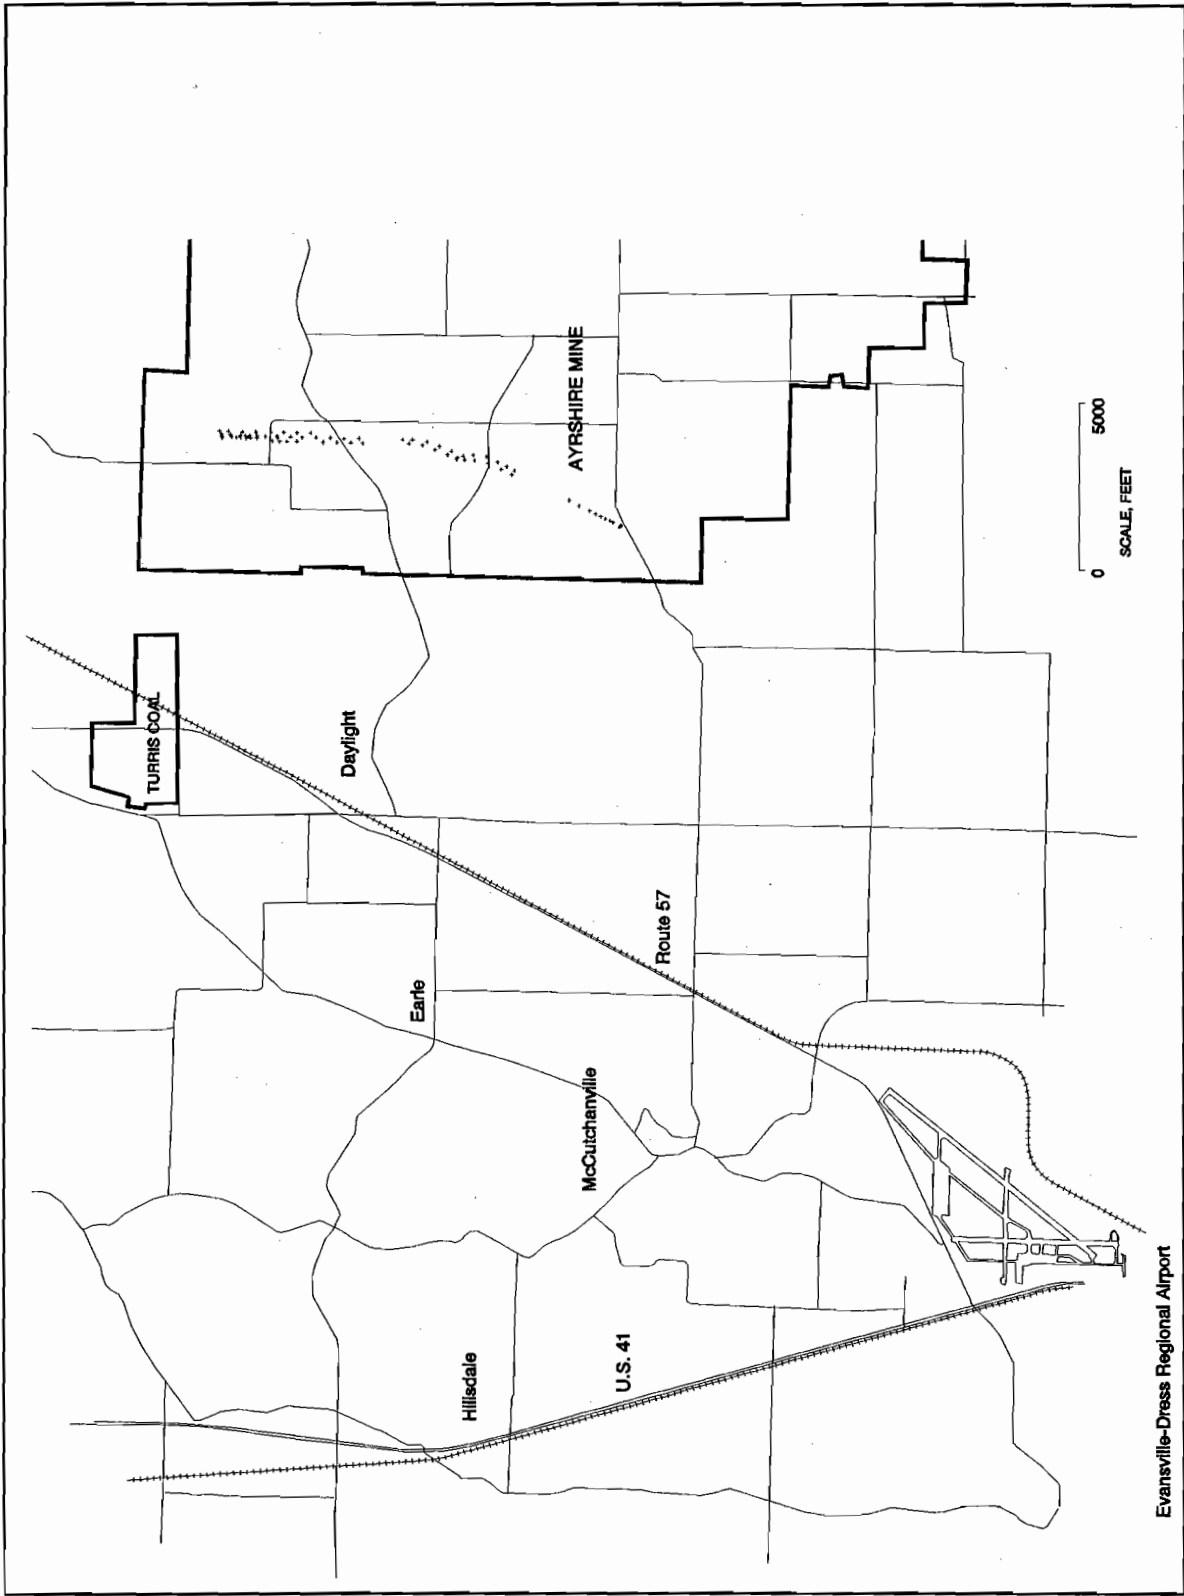 Hillsdale
U.S. 41
Evansville-Dress Regional Airport
McCutchanville
Earle
Route 57
Daylight
TURRIS COAL
AYRSHIRE MINE
0 5000
SCALE, FEET